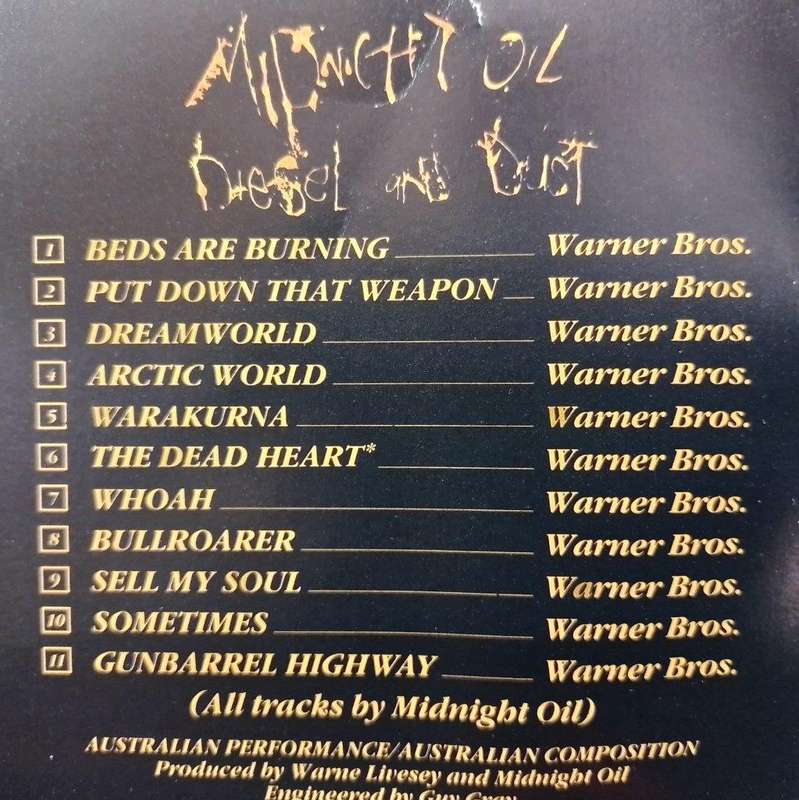 MIDNIGHT OIL
DIESEL AND DUST
1 BEDS ARE BURNING Warner Bros.
2 PUT DOWN THAT WEAPON Warner Bros.
3 DREAMWORLD Warner Bros.
4 ARCTIC WORLD Warner Bros.
5 WARAKURNA Warner Bros.
6 THE DEAD HEART* Warner Bros.
7 WHOAH Warner Bros.
8 BULLROARER Warner Bros.
9 SELL MY SOUL Warner Bros.
10 SOMETIMES Warner Bros.
11 GUNBARREL HIGHWAY Warner Bros.
(All tracks by Midnight Oil)
AUSTRALIAN PERFORMANCE/AUSTRALIAN COMPOSITION
Produced by Warne Livesey and Midnight Oil
Engineered by Guy Gray